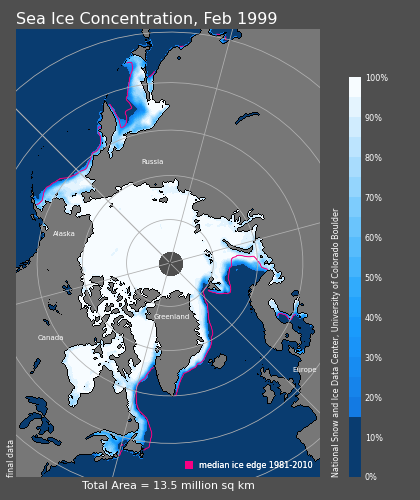 Sea Ice Concentration, Feb 1999
100%
90%
80%
70%
60%
50%
40%
30%
20%
10%
0%
National Snow and Ice Data Center, University of Colorado Boulder
Russia
Alaska
Greenland
Canada
Europe
final data
median ice edge 1981-2010
Total Area = 13.5 million sq km